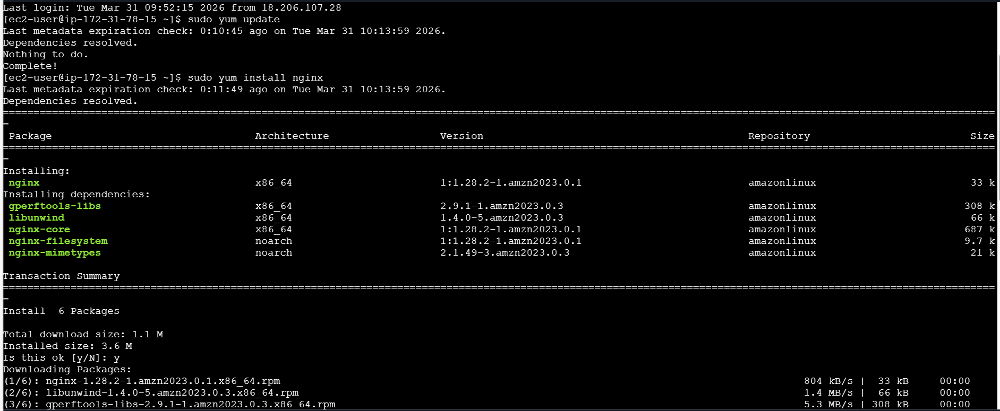 Last login: Tue Mar 31 09:52:15 2026 from 18.206.107.28
[ec2-user@ip-172-31-78-15 ~]$ sudo yum update
Last metadata expiration check: 0:10:45 ago on Tue Mar 31 10:13:59 2026.
Dependencies resolved.
Nothing to do.
Complete!
[ec2-user@ip-172-31-78-15 ~]$ sudo yum install nginx
Last metadata expiration check: 0:11:49 ago on Tue Mar 31 10:13:59 2026.
Dependencies resolved.
=================================================================================================================================================================
=
 Package Architecture Version Repository Size
=================================================================================================================================================================
=
Installing:
 nginx x86_64 1:1.28.2-1.amzn2023.0.1 amazonlinux 33 k
Installing dependencies:
 gperftools-libs x86_64 2.9.1-1.amzn2023.0.3 amazonlinux 308 k
 libunwind x86_64 1.4.0-5.amzn2023.0.3 amazonlinux 66 k
 nginx-core x86_64 1:1.28.2-1.amzn2023.0.1 amazonlinux 687 k
 nginx-filesystem noarch 1:1.28.2-1.amzn2023.0.1 amazonlinux 9.7 k
 nginx-mimetypes noarch 2.1.49-3.amzn2023.0.3 amazonlinux 21 k

Transaction Summary
=================================================================================================================================================================
=
Install  6 Packages

Total download size: 1.1 M
Installed size: 3.6 M
Is this ok [y/N]: y
Downloading Packages:
(1/6): nginx-1.28.2-1.amzn2023.0.1.x86_64.rpm 804 kB/s |  33 kB 00:00
(2/6): libunwind-1.4.0-5.amzn2023.0.3.x86_64.rpm 1.4 MB/s |  66 kB 00:00
(3/6): gperftools-libs-2.9.1-1.amzn2023.0.3.x86_64.rpm 5.3 MB/s | 308 kB 00:00